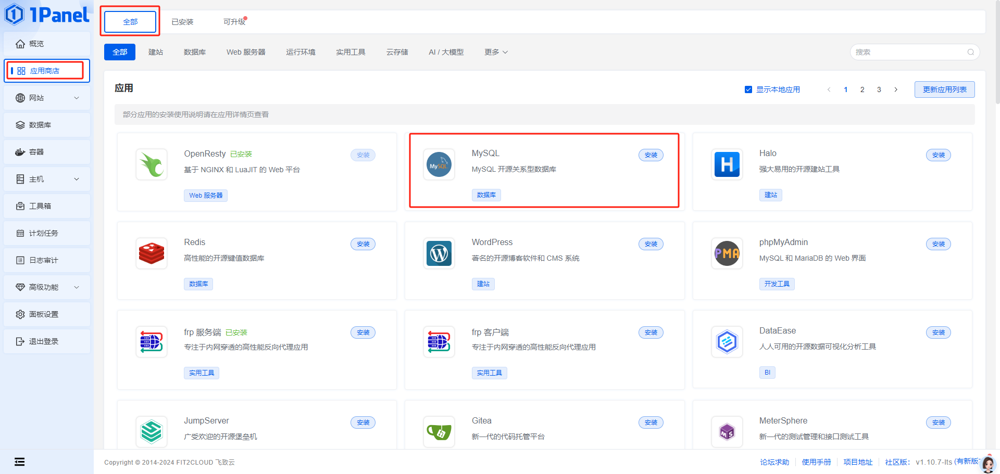 1Panel
概览
应用商店
网站
数据库
容器
主机
工具箱
计划任务
日志审计
高级功能
面板设置
退出登录
全部 已安装 可升级
全部 建站 数据库 Web 服务器 运行环境 实用工具 云存储 AI / 大模型 更多
搜索
应用
显示本地应用 1 2 3 更新应用列表
部分应用的安装使用说明请在应用详情页查看
OpenResty 已安装 安装
基于 NGINX 和 LuaJIT 的 Web 平台
Web 服务器
MySQL
MySQL 安装
MySQL 开源关系型数据库
数据库
Halo 安装
强大易用的开源建站工具
建站
Redis 安装
高性能的开源键值数据库
数据库
WordPress 安装
著名的开源博客软件和 CMS 系统
建站
PMA
phpMyAdmin 安装
MySQL 和 MariaDB 的 Web 界面
开发工具
frp 服务端 已安装 安装
专注于内网穿透的高性能反向代理应用
实用工具
frp 客户端 安装
专注于内网穿透的高性能反向代理应用
实用工具
DataEase 安装
人人可用的开源数据可视化分析工具
BI
JumpServer 安装
广受欢迎的开源堡垒机
Gitea 安装
新一代的代码托管平台
MS
MeterSphere 安装
新一代的测试管理和接口测试工具
Copyright © 2014-2024 FIT2CLOUD 飞致云
论坛求助 使用手册 项目地址 社区版: v1.10.7-lts (有新版